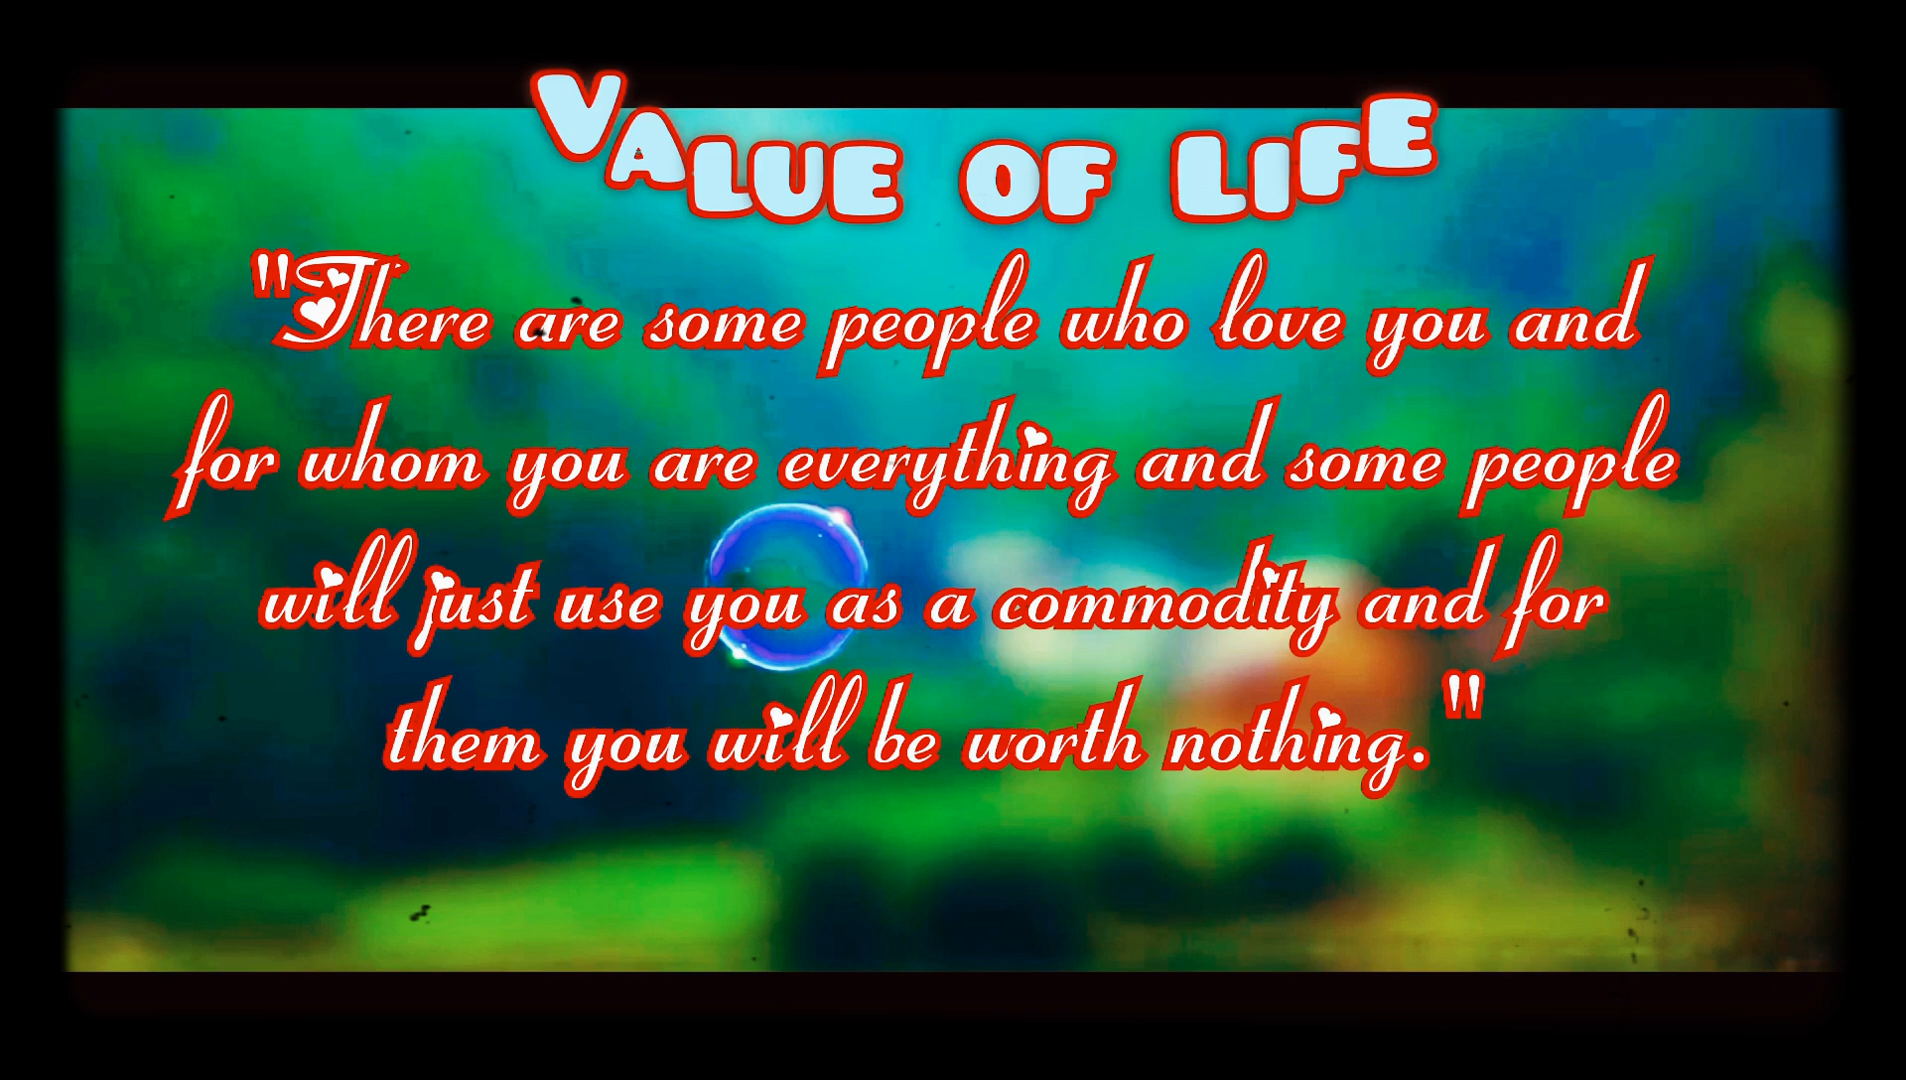 VALUE OF LIFE
"There are some people who love you and
for whom you are everything and some people
will just use you as a commodity and for
them you will be worth nothing."